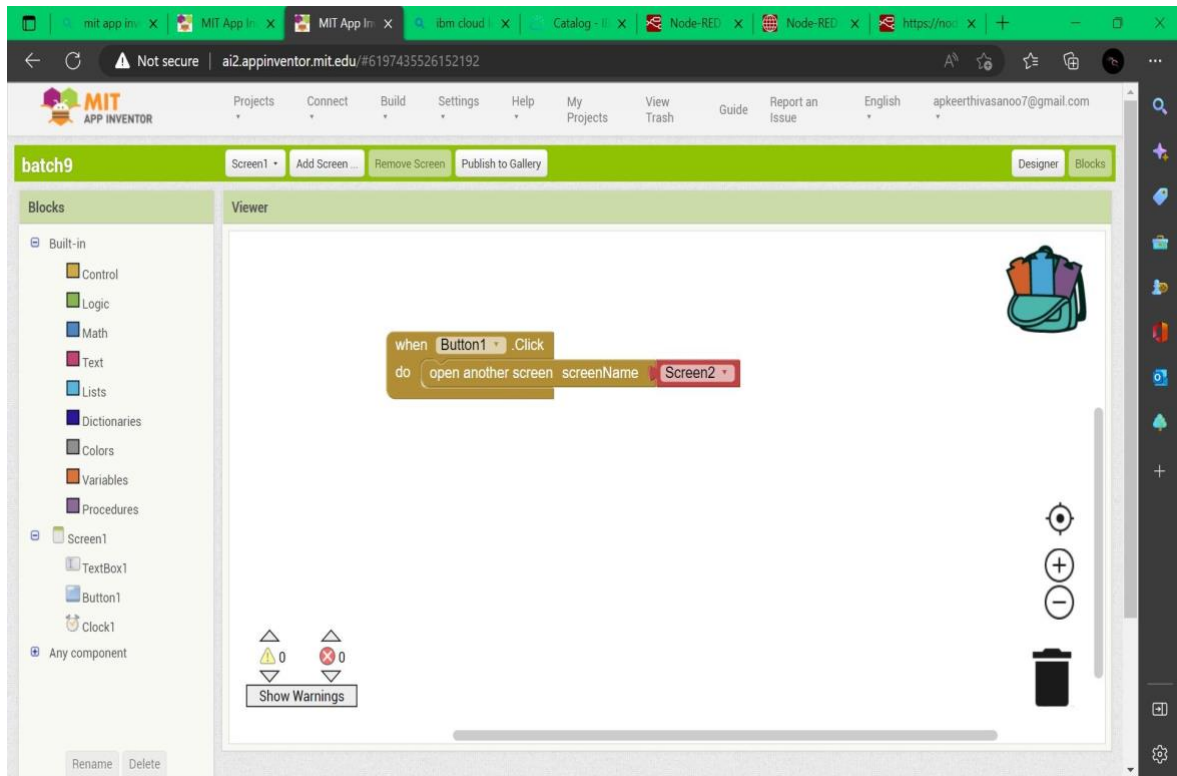 mit app inv
MIT App In
MIT App In
ibm cloud l
Catalog - I
Node-RED
Node-RED
https://nod
Not secure
ai2.appinventor.mit.edu/#6197435526152192
MIT
APP INVENTOR
Projects
Connect
Build
Settings
Help
My
Projects
View
Trash
Guide
Report an
Issue
English
apkeerthivasanoo7@gmail.com
batch9
Screen1
Add Screen ...
Remove Screen
Publish to Gallery
Designer
Blocks
Blocks
Viewer
Built-in
Control
Logic
Math
Text
Lists
Dictionaries
Colors
Variables
Procedures
Screen1
TextBox1
Button1
Clock1
Any component
Rename
Delete
when Button1 .Click
do open another screen screenName Screen2
0
0
Show Warnings